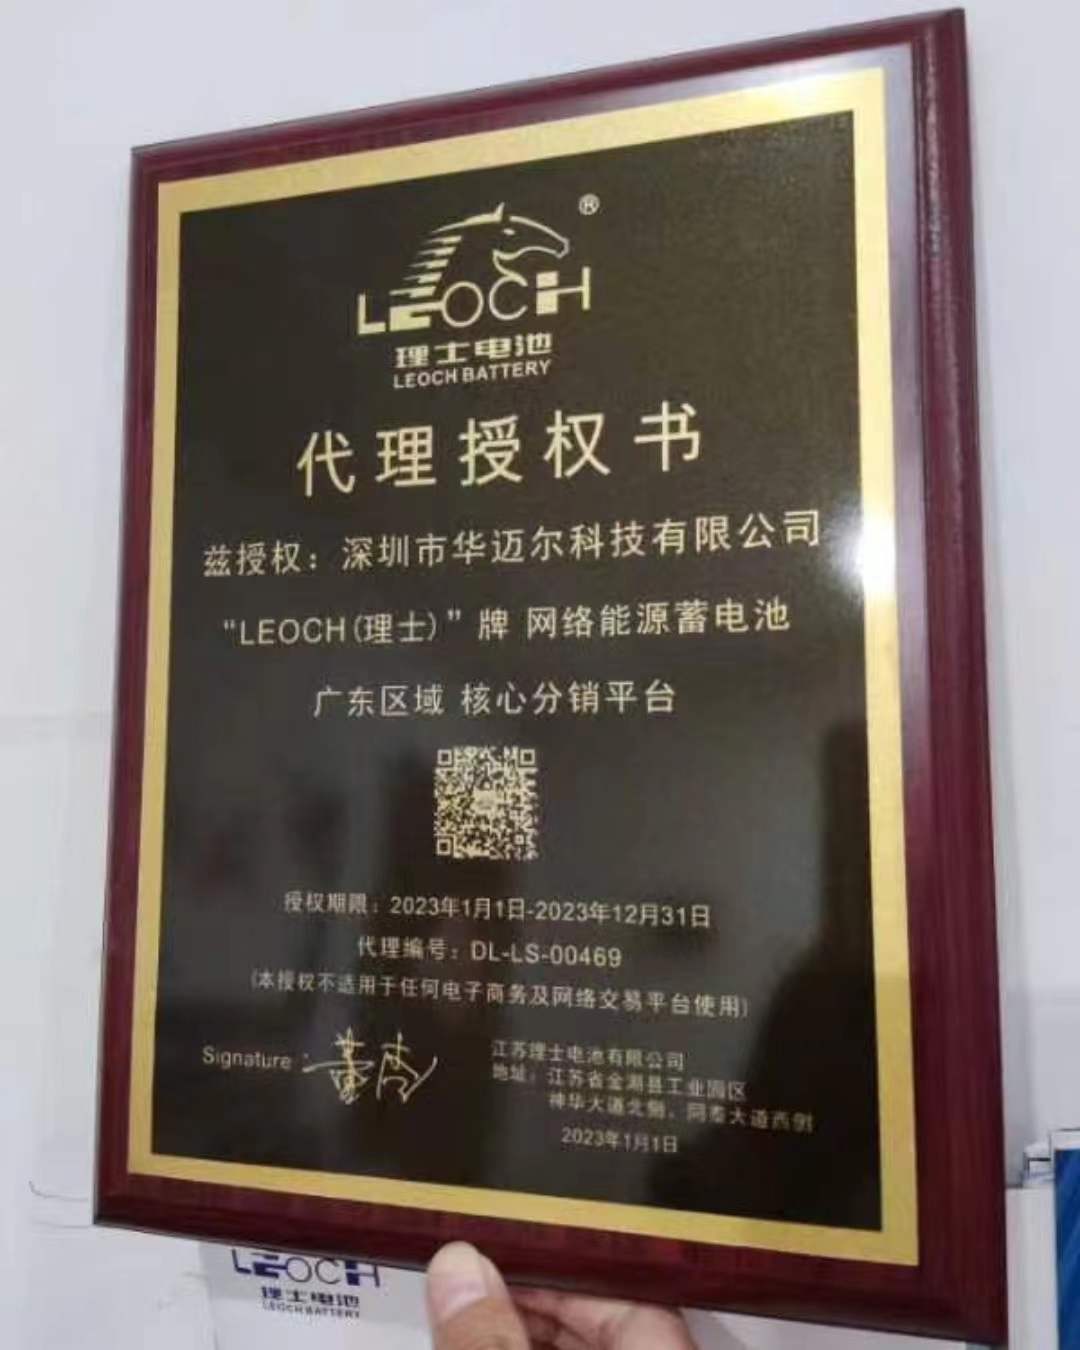 ®
LEOCH
理士电池
LEOCH BATTERY
代理授权书
兹授权：深圳市华迈尔科技有限公司
“LEOCH(理士)”牌 网络能源蓄电池
广东区域 核心分销平台
授权期限：2023年1月1日-2023年12月31日
代理编号：DL-LS-00469
(本授权不适用于任何电子商务及网络交易平台使用)
Signature：
江苏理士电池有限公司
地址：江苏省金湖县工业园区
神华大道北侧，同泰大道西侧
2023年1月1日
LEOCH
理士电池
LEOCH BATTERY